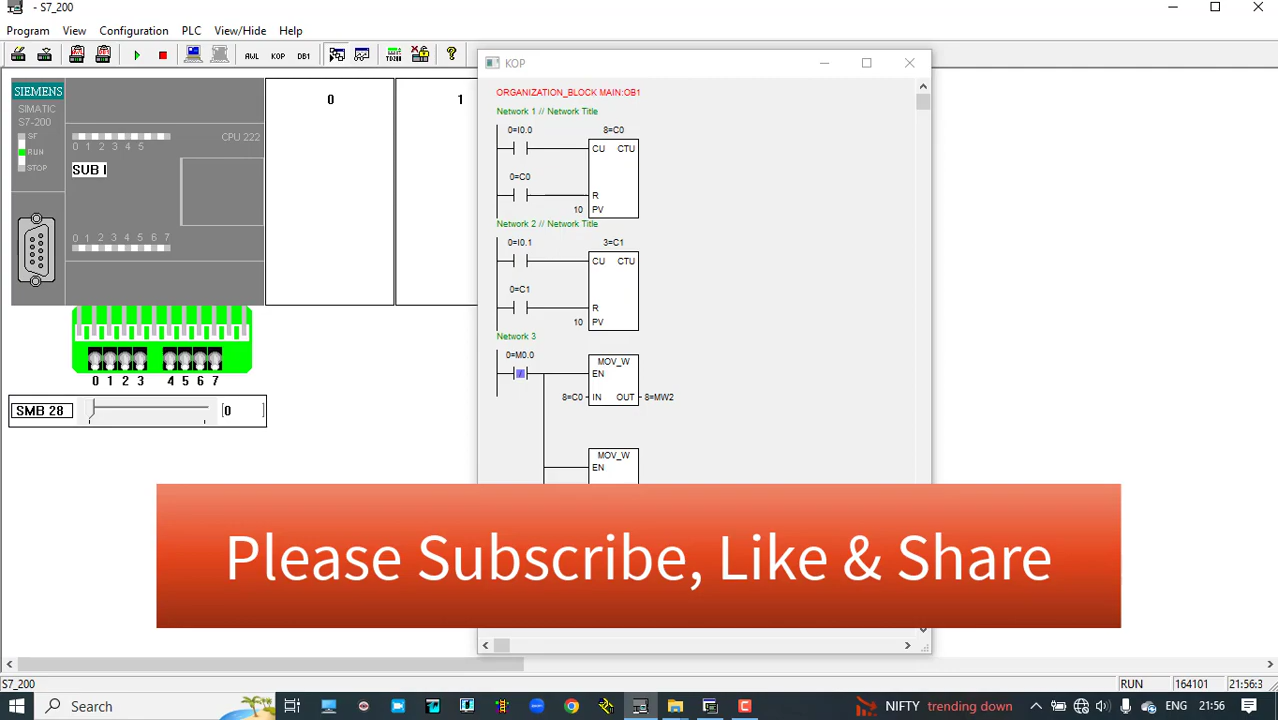 - S7_200
Program View Configuration PLC View/Hide Help
AWL KOP DB1
SIEMENS
SIMATIC
S7-200
CPU 222
SF
RUN
STOP
0 1 2 3 4 5
SUB I
0 1 2 3 4 5 6 7
0 1 2 3 4 5 6 7
SMB 28 [0 ]
0 1
KOP
ORGANIZATION_BLOCK MAIN:OB1
Network 1 // Network Title
0=I0.0 8=C0
CU CTU
0=C0
R
10 PV
Network 2 // Network Title
0=I0.1 3=C1
CU CTU
0=C1
R
10 PV
Network 3
0=M0.0
MOV_W
EN
8=C0 IN OUT 8=MW2
MOV_W
EN
Please Subscribe, Like & Share
S7_200 RUN 164101 21:56:3
Search NIFTY trending down ENG 21:56